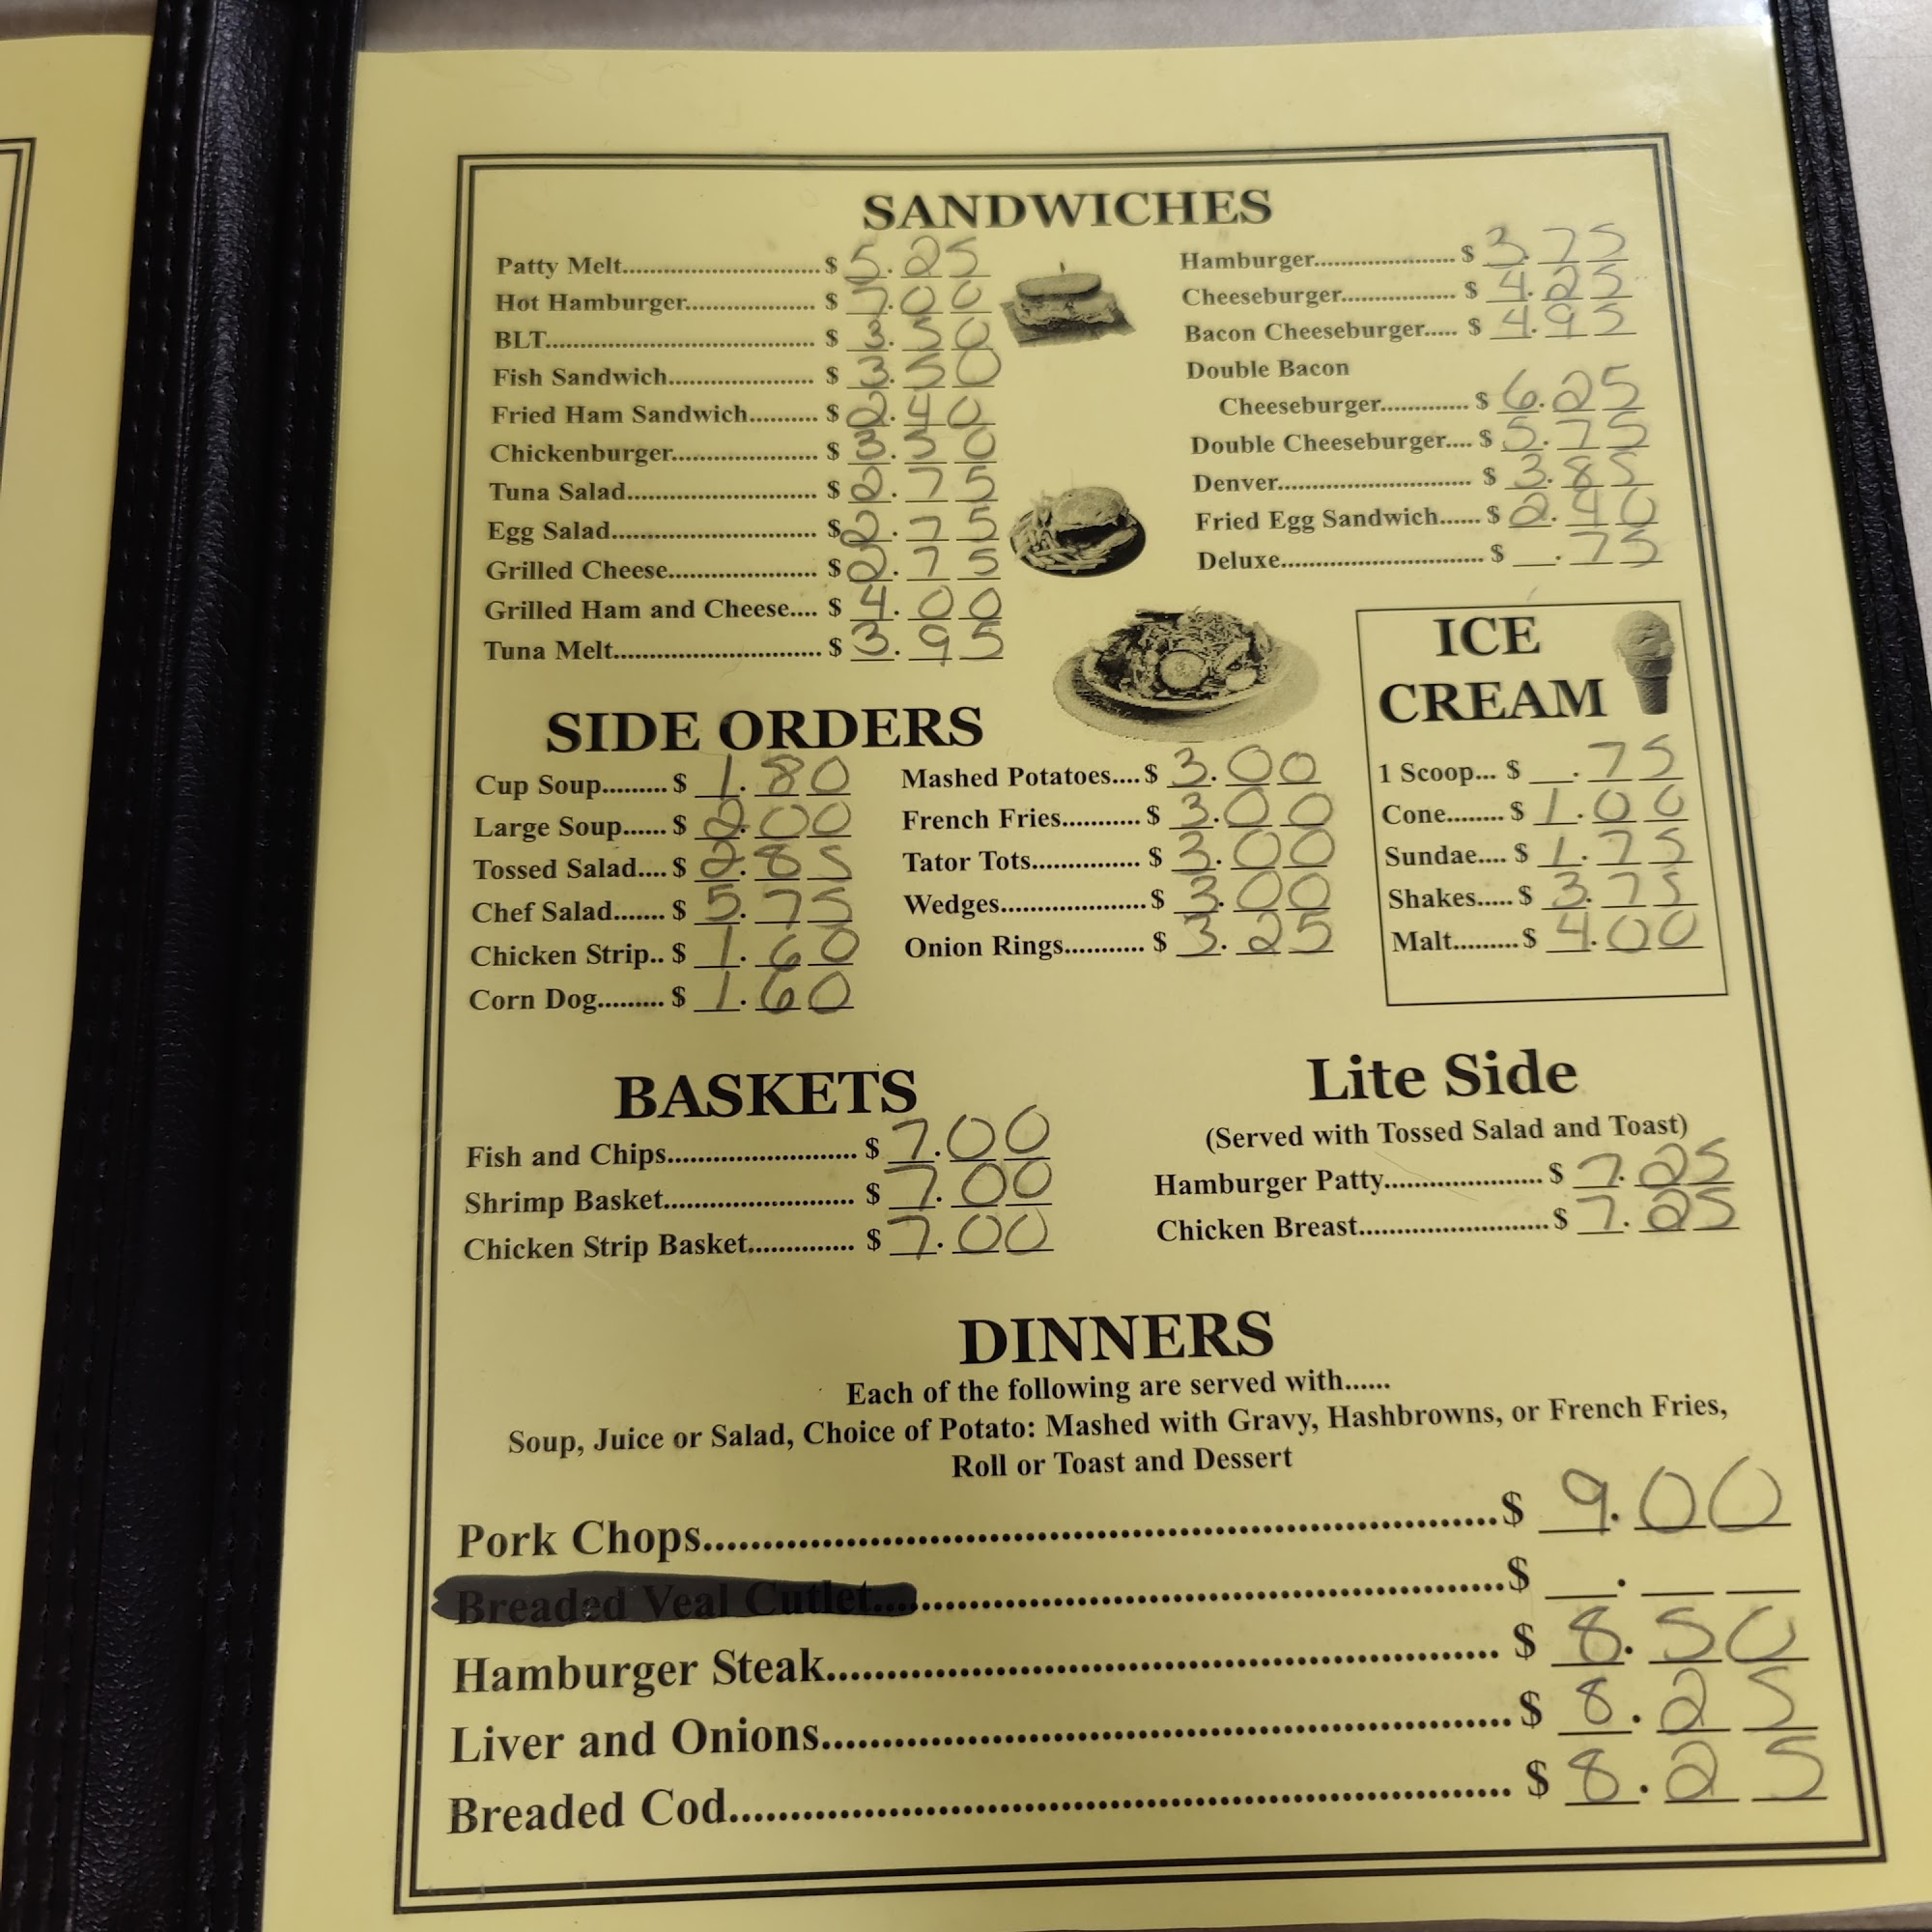 SANDWICHES
Patty Melt............................. $ 5.25
Hot Hamburger................... $ 7.00
BLT........................................ $ 3.50
Fish Sandwich...................... $ 3.50
Fried Ham Sandwich.......... $ 2.40
Chickenburger...................... $ 3.50
Tuna Salad............................ $ 2.75
Egg Salad............................... $ 2.75
Grilled Cheese....................... $ 2.75
Grilled Ham and Cheese.... $ 4.00
Tuna Melt............................... $ 3.95
Hamburger..................... $ 3.75
Cheeseburger................. $ 4.25
Bacon Cheeseburger..... $ 4.95
Double Bacon
Cheeseburger............. $ 6.25
Double Cheeseburger.... $ 5.75
Denver............................. $ 3.85
Fried Egg Sandwich...... $ 2.40
Deluxe.............................. $ .75
SIDE ORDERS
Cup Soup......... $ 1.80
Large Soup...... $ 2.00
Tossed Salad.... $ 2.85
Chef Salad....... $ 5.75
Chicken Strip.. $ 1.60
Corn Dog......... $ 1.60
Mashed Potatoes.... $ 3.00
French Fries........... $ 3.00
Tator Tots............... $ 3.00
Wedges..................... $ 3.00
Onion Rings........... $ 3.25
ICE
CREAM
1 Scoop... $ .75
Cone........ $ 1.00
Sundae.... $ 1.75
Shakes..... $ 3.75
Malt......... $ 4.00
BASKETS
Fish and Chips.......................... $ 7.00
Shrimp Basket.......................... $ 7.00
Chicken Strip Basket.............. $ 7.00
Lite Side
(Served with Tossed Salad and Toast)
Hamburger Patty..................... $ 7.25
Chicken Breast......................... $ 7.25
DINNERS
Each of the following are served with......
Soup, Juice or Salad, Choice of Potato: Mashed with Gravy, Hashbrowns, or French Fries,
Roll or Toast and Dessert
Pork Chops.................................................................. $ 9.00
Breaded Veal Cutlet.................................................... $ .
Hamburger Steak........................................................ $ 8.50
Liver and Onions......................................................... $ 8.25
Breaded Cod................................................................ $ 8.25